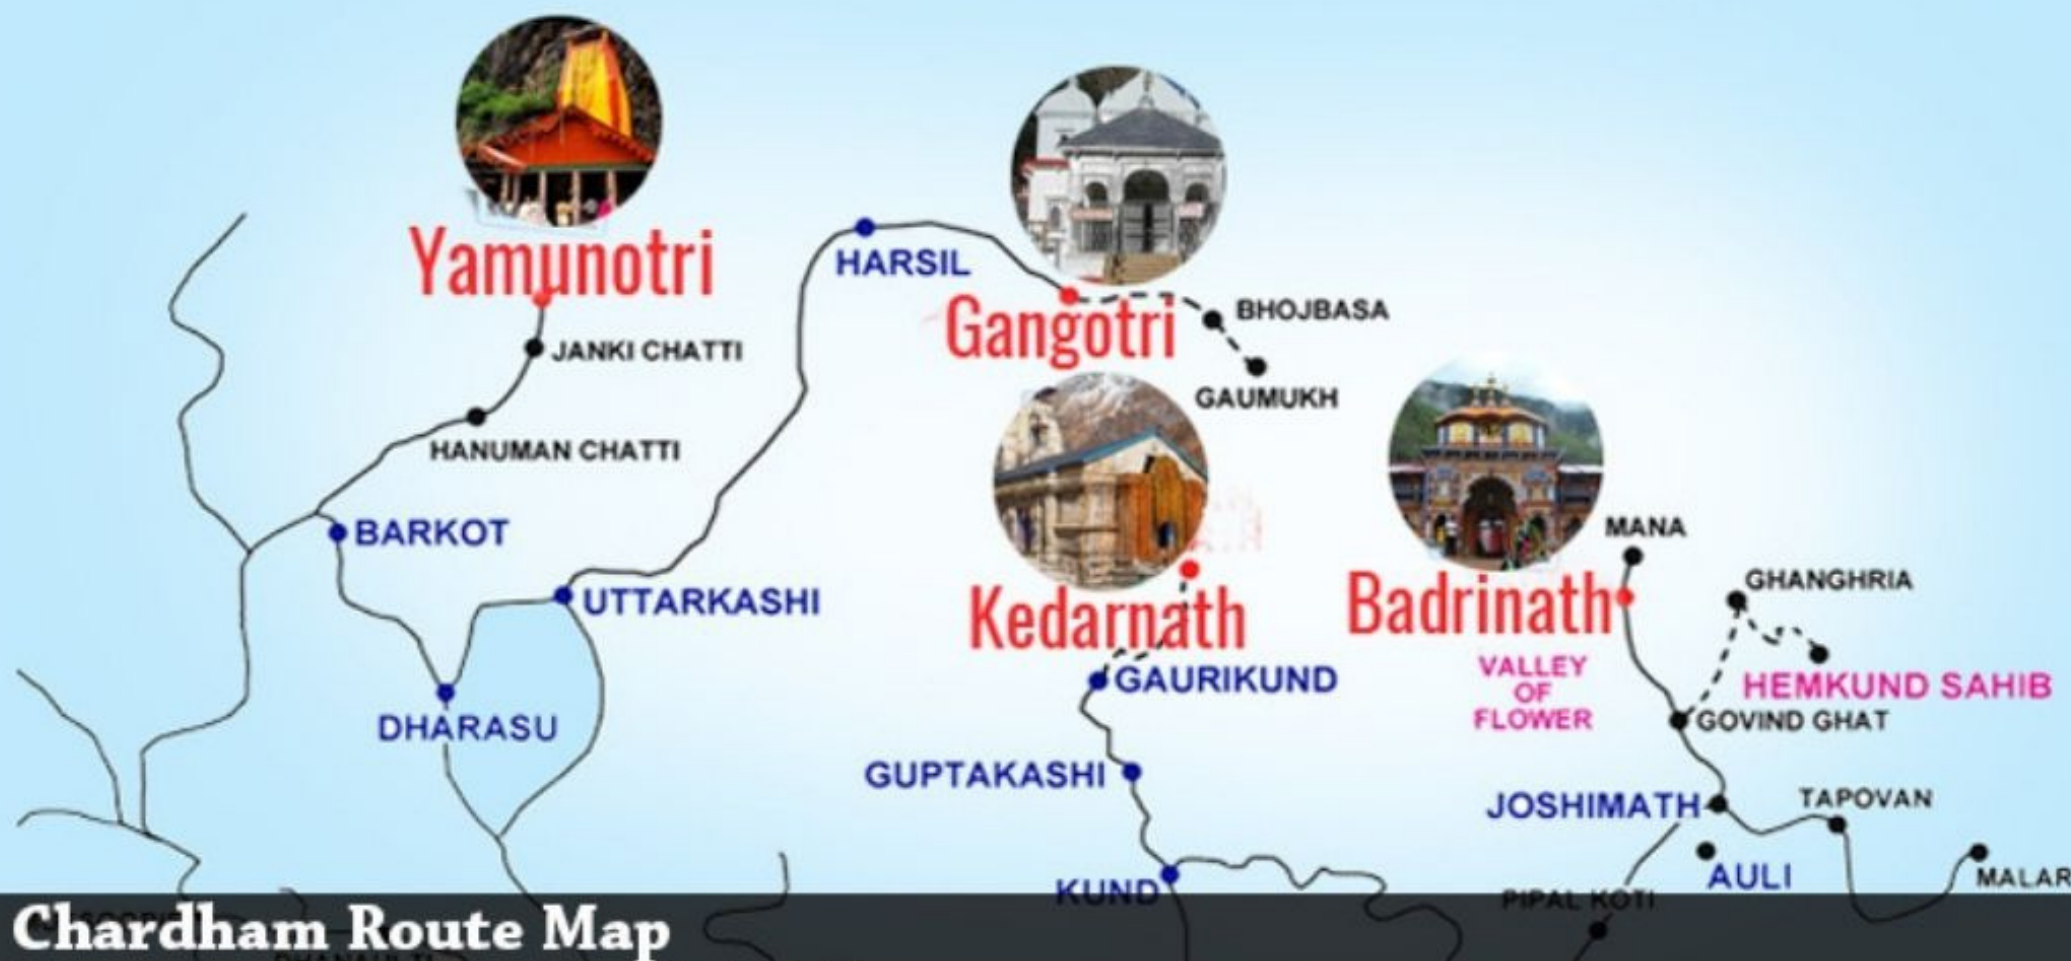 Yamunotri
HARSIL
Gangotri
BHOJBASA
JANKI CHATTI
GAUMUKH
HANUMAN CHATTI
BARKOT
MANA
GHANGHRIA
UTTARKASHI
Kedarnath
Badrinath
VALLEY
OF
FLOWER
GAURIKUND
HEMKUND SAHIB
GOVIND GHAT
DHARASU
GUPTAKASHI
JOSHIMATH
TAPOVAN
KUND
AULI
MALAR
PIPAL KOTI
Chardham Route Map